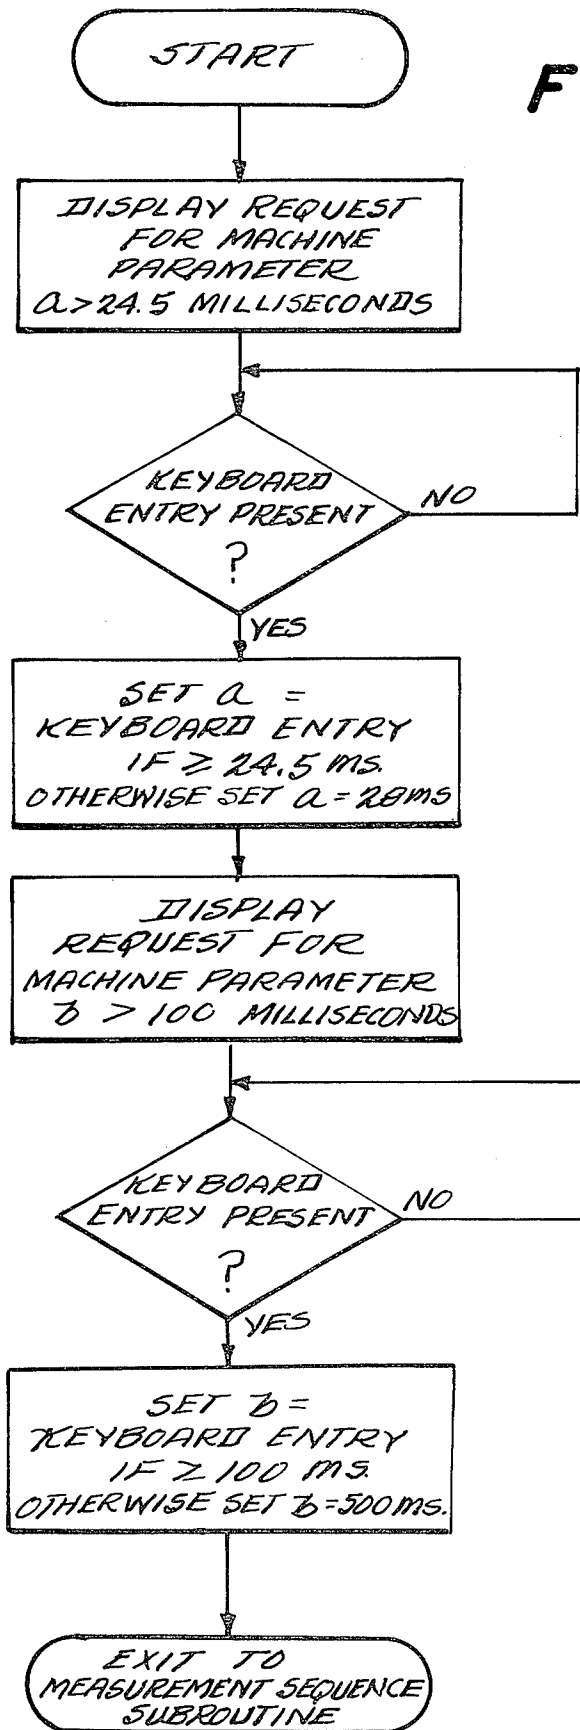 START
F
DISPLAY REQUEST
FOR MACHINE
PARAMETER
a > 24.5 MILLISECONDS
KEYBOARD
ENTRY PRESENT
?
NO
YES
SET a =
KEYBOARD ENTRY
IF ≥ 24.5 ms.
OTHERWISE SET a = 28ms
DISPLAY
REQUEST FOR
MACHINE PARAMETER
b > 100 MILLISECONDS
KEYBOARD
ENTRY PRESENT
?
NO
YES
SET b =
KEYBOARD ENTRY
IF ≥ 100 ms.
OTHERWISE SET b = 500ms.
EXIT TO
MEASUREMENT SEQUENCE
SUBROUTINE